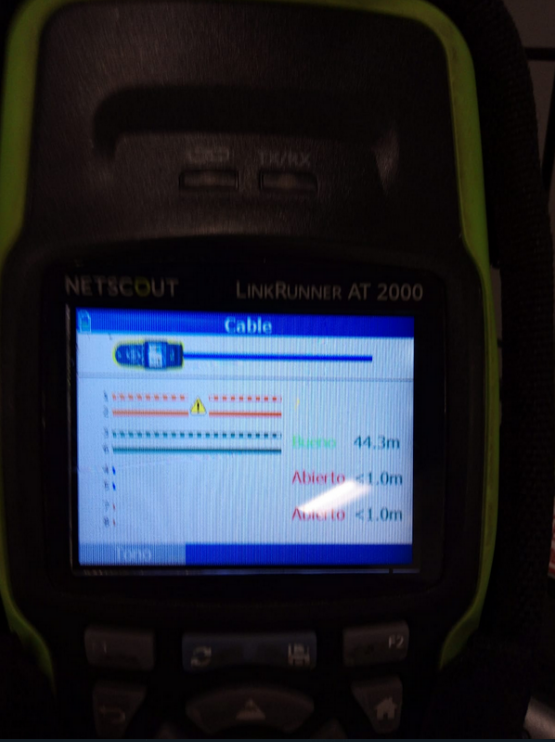 TX/RX
NETSCOUT LINKRUNNER AT 2000
Cable
1
2
3
6 Bueno 44.3m
4 Abierto <1.0m
5
7
8 Abierto <1.0m
Tono
F2